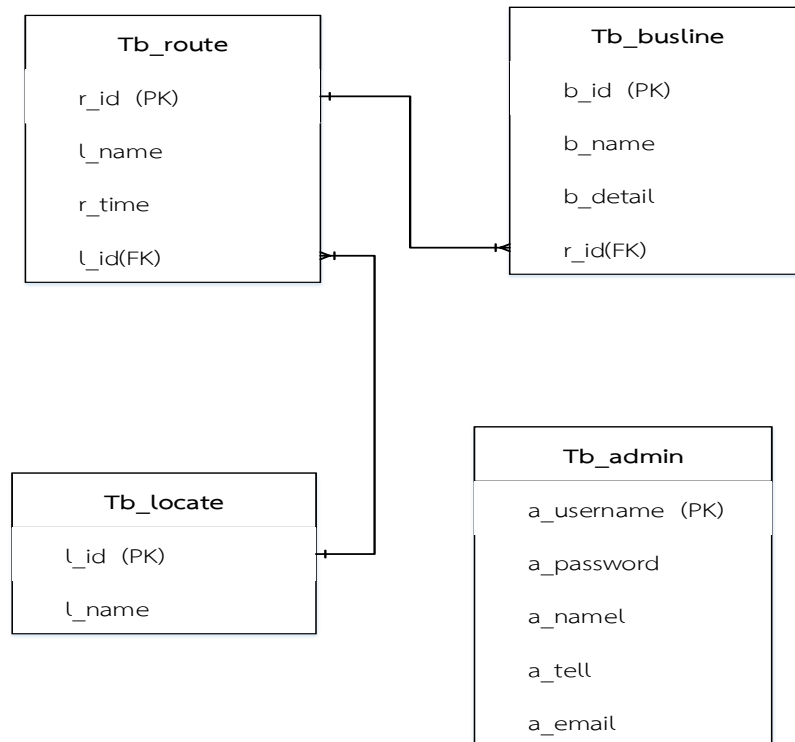 Tb_route
r_id (PK)
l_name
r_time
l_id(FK)
Tb_busline
b_id (PK)
b_name
b_detail
r_id(FK)
Tb_locate
l_id (PK)
l_name
Tb_admin
a_username (PK)
a_password
a_namel
a_tell
a_email